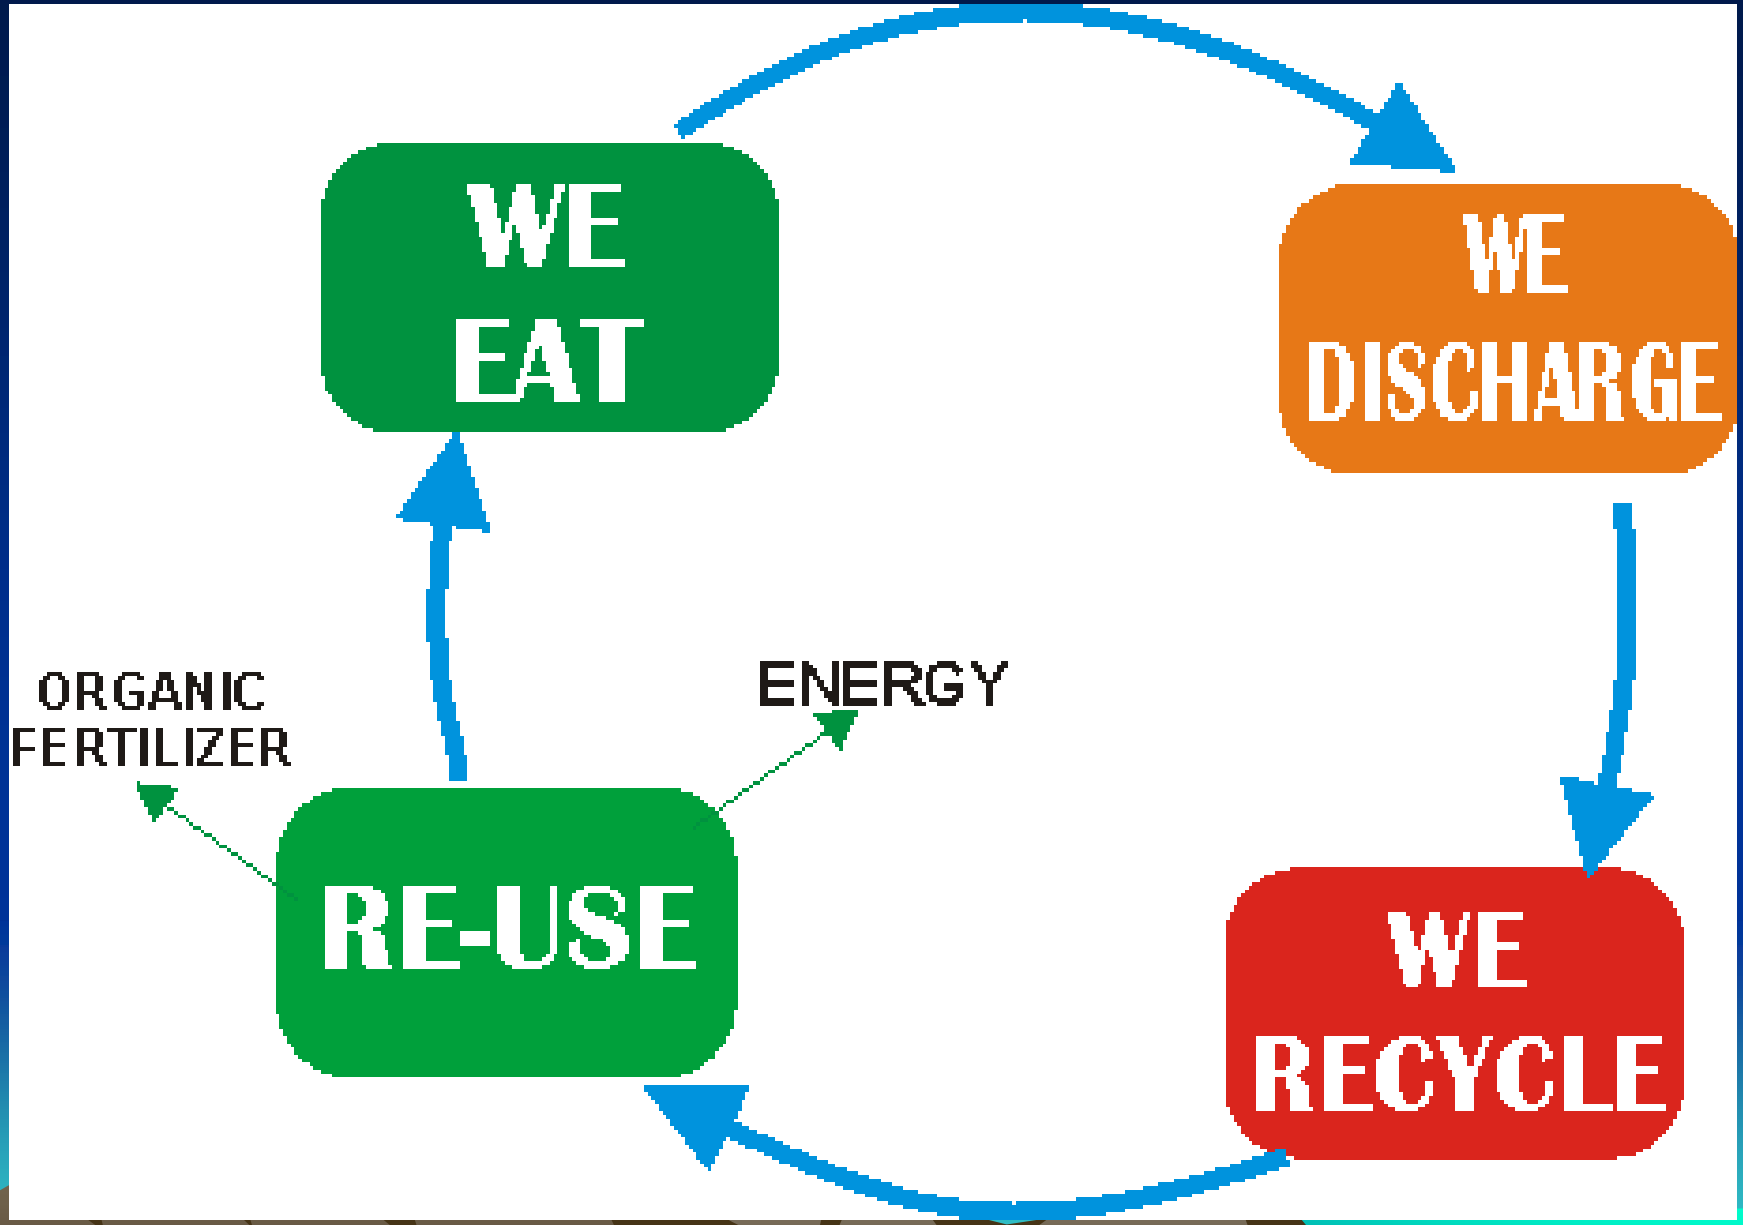 WE
EAT
WE
DISCHARGE
ORGANIC
FERTILIZER
ENERGY
RE-USE
WE
RECYCLE